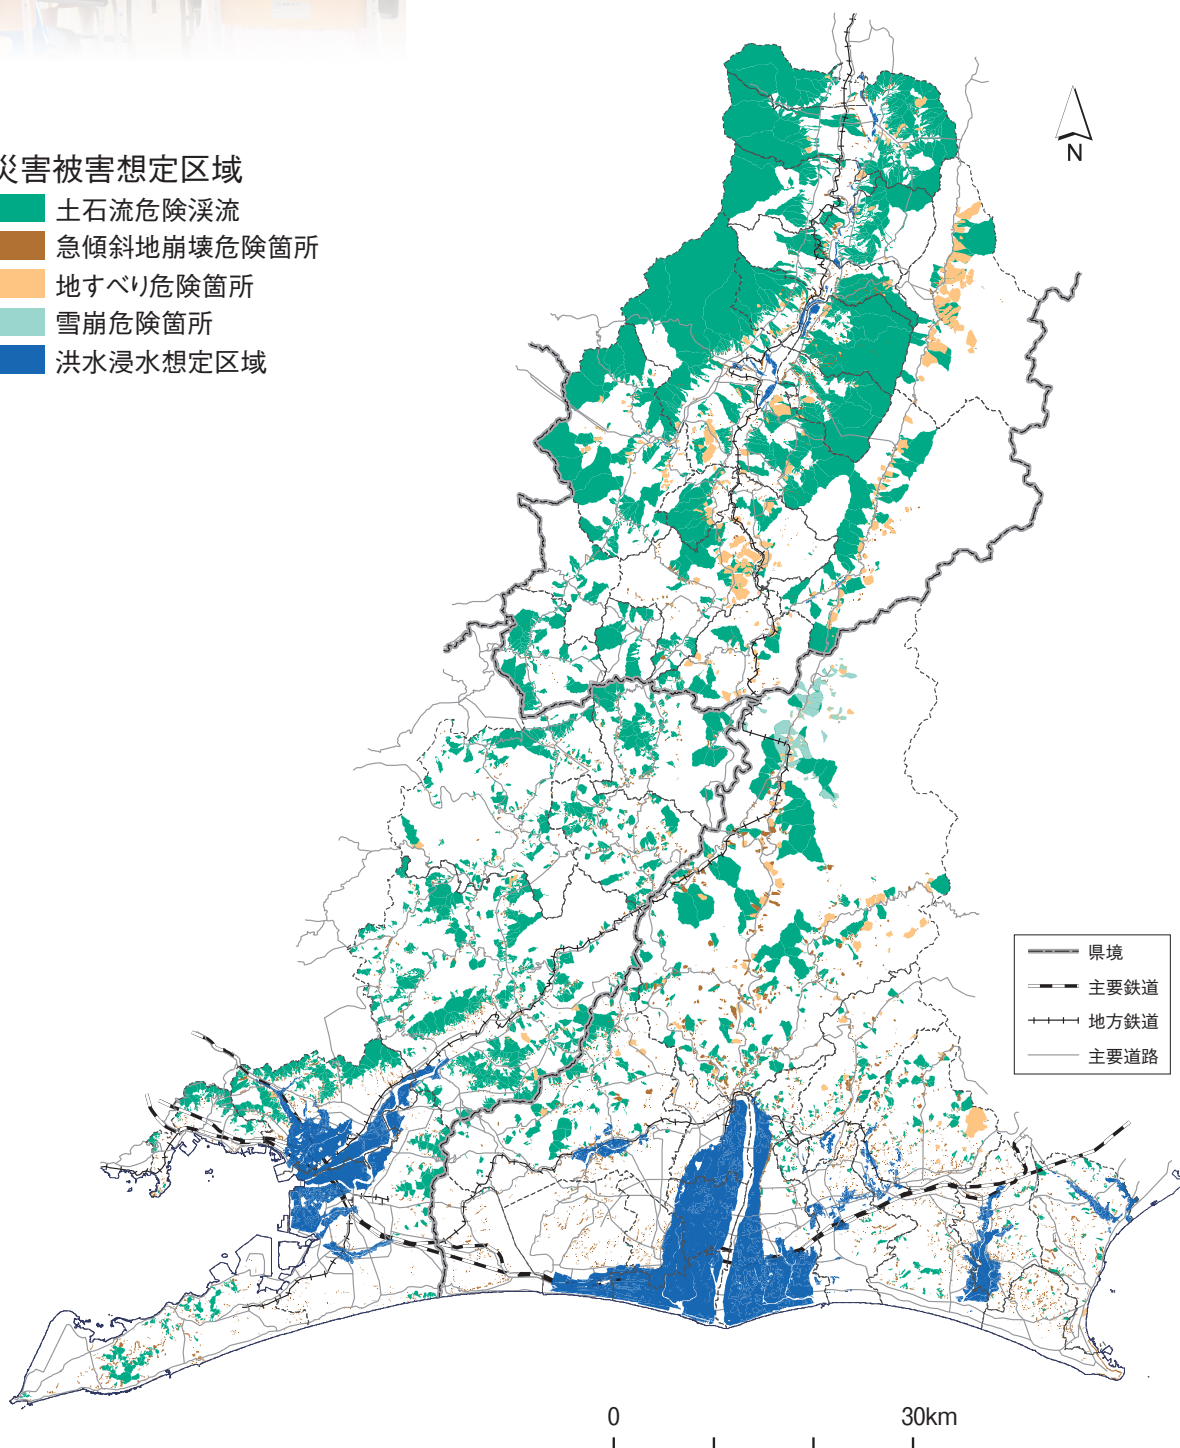 災害被害想定区域
土石流危険渓流
急傾斜地崩壊危険箇所
地すべり危険箇所
雪崩危険箇所
洪水浸水想定区域
N
県境
主要鉄道
地方鉄道
主要道路
0 30km